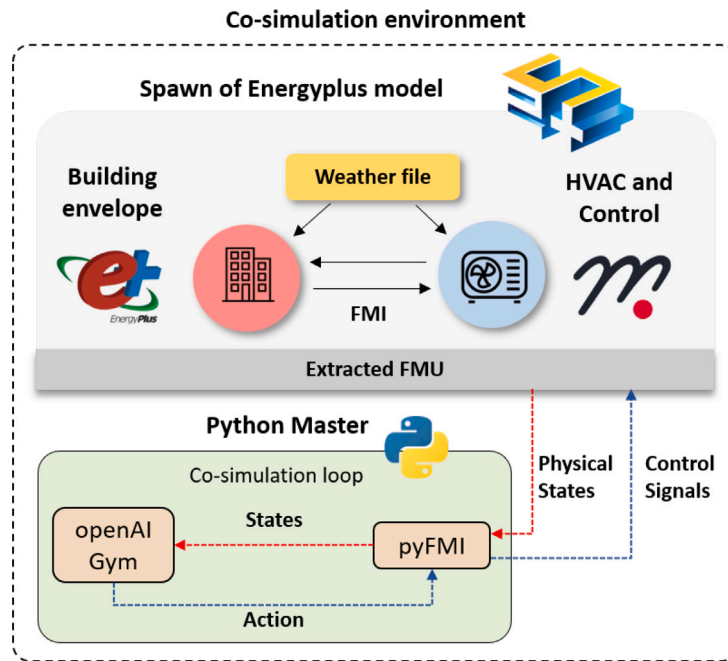 Co-simulation environment
Spawn of Energyplus model
Building
envelope
Weather file
HVAC and
Control
e+
EnergyPlus
FMI
m
Extracted FMU
Python Master
Co-simulation loop
Physical
States
Control
Signals
openAI
Gym
States
pyFMI
Action